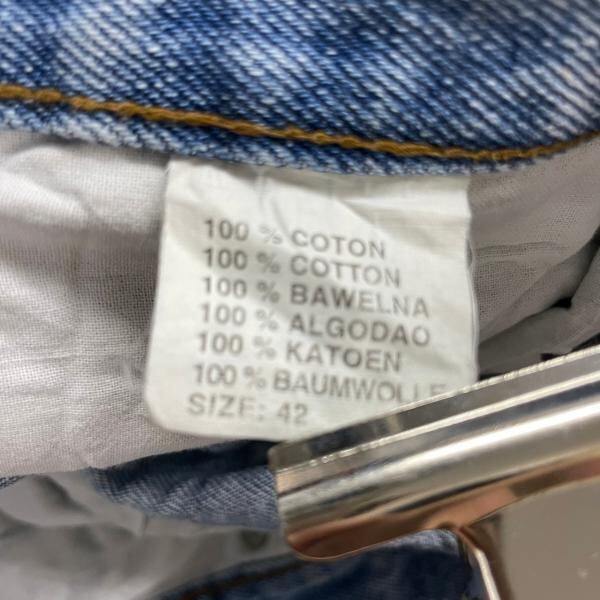 100 % COTON
100 % COTTON
100 % BAWELNA
100 % ALGODAO
100 % KATOEN
100 % BAUMWOLLE
SIZE: 42